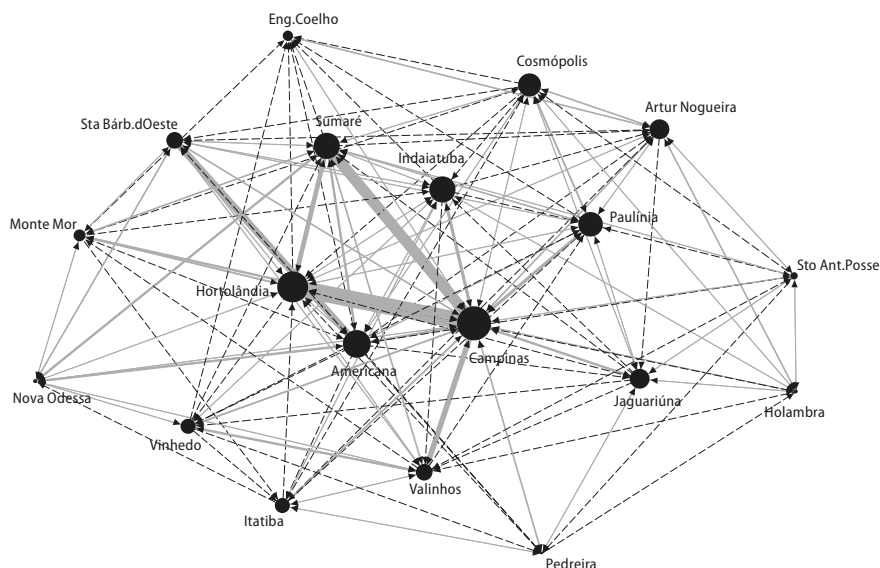 Eng.Coelho
Cosmópolis
Artur Nogueira
Sta Bárb.dOeste
Sumaré
Indaiatuba
Monte Mor
Paulínia
Sto Ant.Posse
Hortolândia
Campinas
Americana
Nova Odessa
Jaguariúna
Holambra
Vinhedo
Valinhos
Itatiba
Pedreira